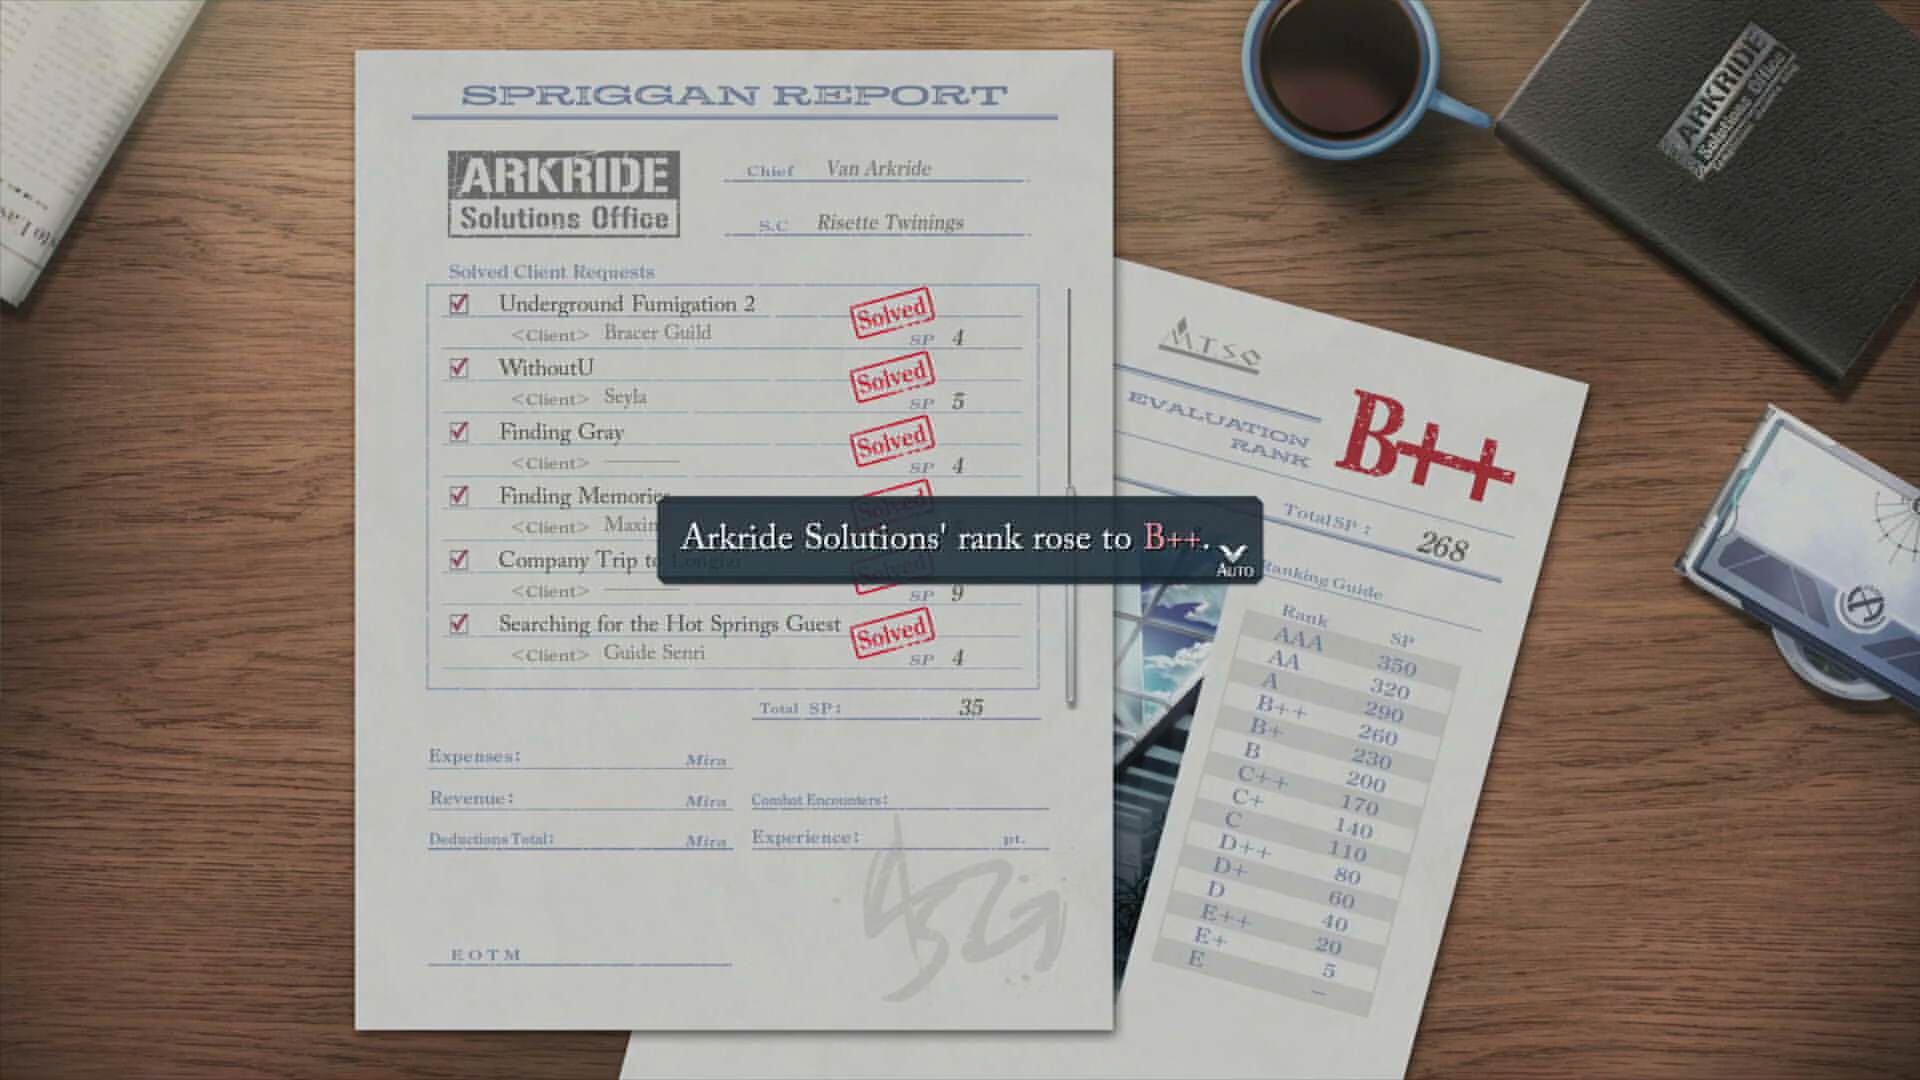 SPRIGGAN REPORT
ARKRIDE
Solutions Office
Chief Van Arkride
S.C Risette Twinings
Solved Client Requests
Underground Fumigation 2
Solved
<Client> Bracer Guild
SP 4
WithoutU
Solved
<Client> Seyla
SP 5
Finding Gray
Solved
<Client>
SP 4
Finding Memories
Solved
<Client>
Company Trip to
Solved
<Client>
SP 9
Searching for the Hot Springs Guest
Solved
<Client> Guide Senri
SP 4
Total SP: 35
Expenses: Mira
Revenue: Mira
Combat Encounters:
Deductions Total: Mira
Experience: pt.
EOTM
Arkride Solutions' rank rose to B++.
AUTO
MTSC
EVALUATION
RANK
B++
Total SP : 268
Ranking Guide
Rank SP
AAA 350
AA 320
A 290
B++ 260
B+ 230
B 200
C++ 170
C+ 140
C 110
D++ 80
D+ 60
D 40
E++ 20
E+ 5
E –
ARKRIDE
Solutions Office